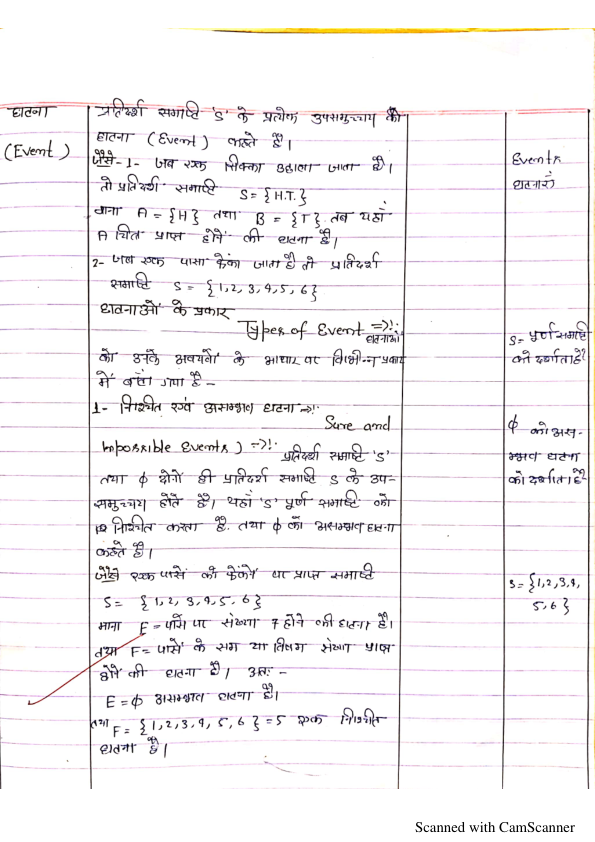 घटना
(Event)
प्रतिदर्श समष्टि 'S' के प्रत्येक उपसमुच्चय को
घटना (Event) कहते है।
जैसे- 1- जब एक सिक्का उछाला जाता है।
तो प्रतिदर्श समष्टि S = {H.T.}
माना A = {H} तथा B = {T} तब यहाँ
A चित प्राप्त होने की घटना है।
2- जब एक पासा फेंका जाता है तो प्रतिदर्श
समष्टि S = {1, 2, 3, 4, 5, 6}
घटनाओं के प्रकार
Types of Event =>!:
घटनाओ
को उनके अवयवों के आधार पर विभिन्न प्रकार
में बांटा गया है -
1- निश्चित एवं असम्भव घटना =>!:
Sure and
Impossible Events) =>!:
प्रतिदर्श समष्टि 'S'
तथा ϕ दोनों ही प्रतिदर्श समष्टि S के उप-
समुच्चय होते है। यहाँ 'S' पूर्ण समष्टि को
निश्चित करता है. तथा ϕ को असम्भव घटना
कहते है।
जैसे एक पासें को फेंकने पर प्राप्त समष्टि
S = {1, 2, 3, 4, 5, 6}
माना E = पाँसे पर संख्या 7 होने की घटना है।
तथा F = पासें के सम या विषम संख्या प्राप्त
होने की घटना है। अतः -
E = ϕ असम्भव घटना है।
तथा F = {1, 2, 3, 4, 5, 6} = S एक निश्चित
घटना है।
Events
घटनाएँ
S = पूर्ण समष्टि
को दर्शाता है
ϕ को अस-
म्भव घटना
को दर्शाता है
S = {1, 2, 3, 4,
5, 6}
Scanned with CamScanner